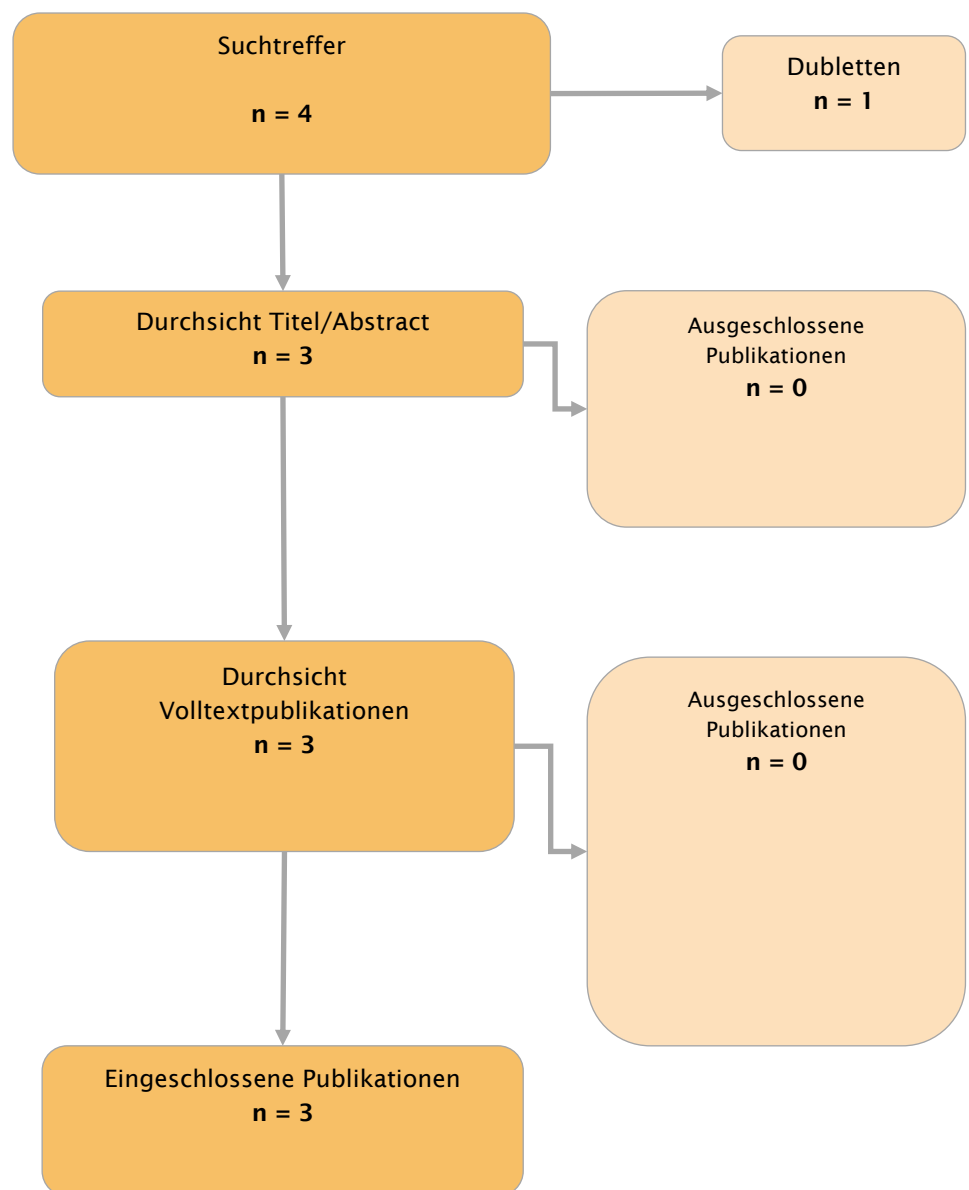 Suchtreffer
n = 4
Dubletten
n = 1
Durchsicht Titel/Abstract
n = 3
Ausgeschlossene
Publikationen
n = 0
Durchsicht
Volltextpublikationen
n = 3
Ausgeschlossene
Publikationen
n = 0
Eingeschlossene Publikationen
n = 3